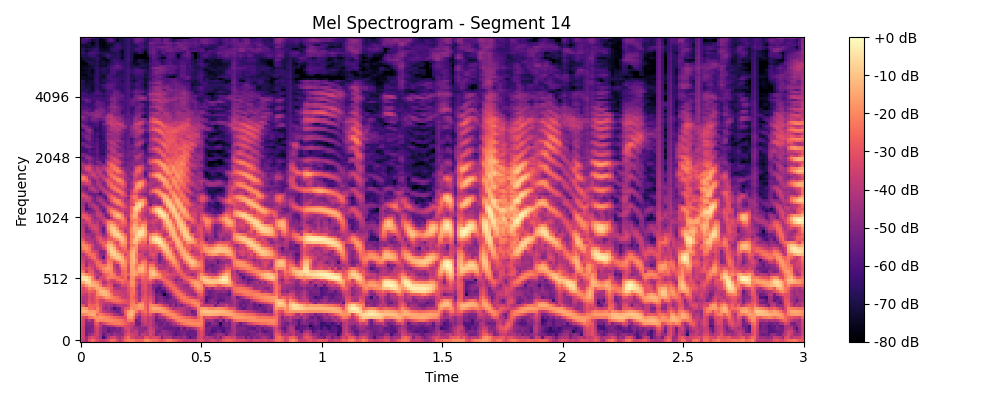 Mel Spectrogram - Segment 14
+0 dB
-10 dB
-20 dB
-30 dB
-40 dB
-50 dB
-60 dB
-70 dB
-80 dB
4096
2048
1024
512
0
Frequency
0
0.5
1
1.5
2
2.5
3
Time